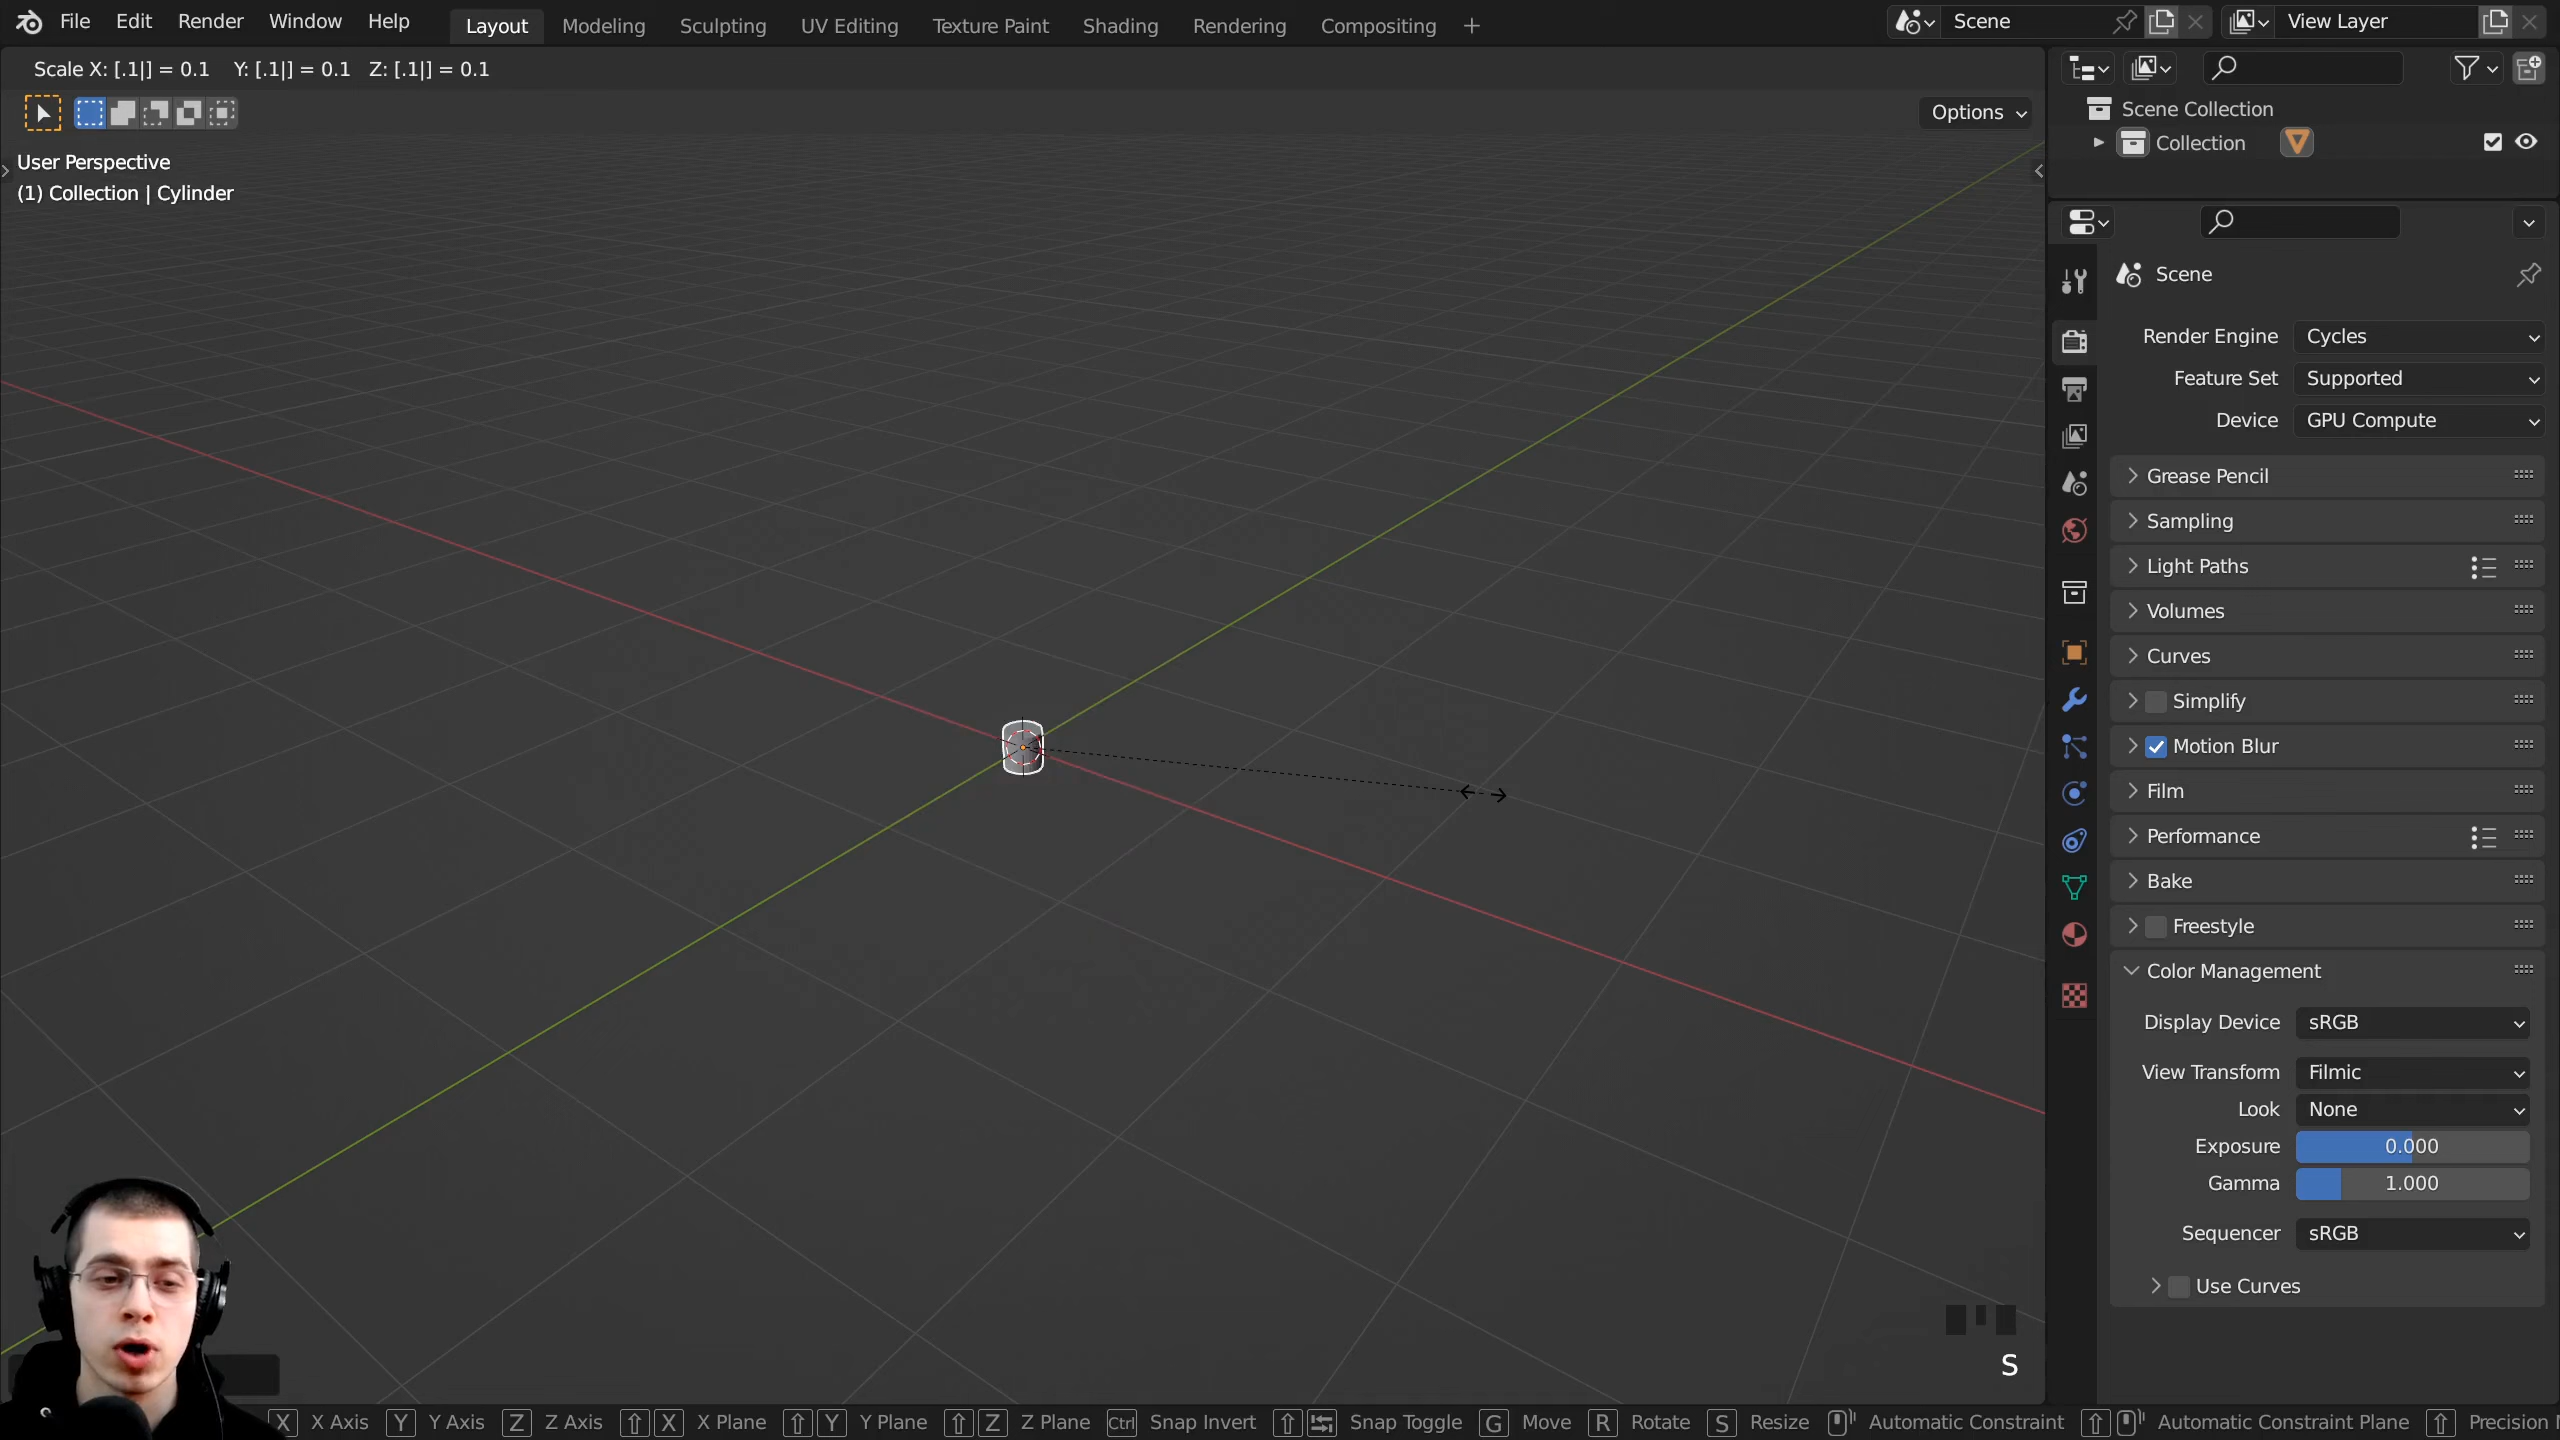 File Edit Render Window Help Layout Modeling Sculpting UV Editing Texture Paint Shading Rendering Compositing + Scene View Layer
Scale X: [.1|] = 0.1 Y: [.1|] = 0.1 Z: [.1|] = 0.1
Options
User Perspective
(1) Collection | Cylinder
Scene Collection
Collection
Scene
Render Engine Cycles
Feature Set Supported
Device GPU Compute
Grease Pencil
Sampling
Light Paths
Volumes
Curves
Simplify
Motion Blur
Film
Performance
Bake
Freestyle
Color Management
Display Device sRGB
View Transform Filmic
Look None
Exposure 0.000
Gamma 1.000
Sequencer sRGB
Use Curves
S
X X Axis Y Y Axis Z Z Axis X X Plane Y Y Plane Z Z Plane Ctrl Snap Invert Snap Toggle G Move R Rotate S Resize Automatic Constraint Automatic Constraint Plane Precision